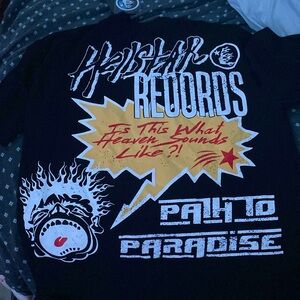 Hellstar
RECORDS
Is This What
Heaven Sounds
Like?!
PATH TO
PARADISE